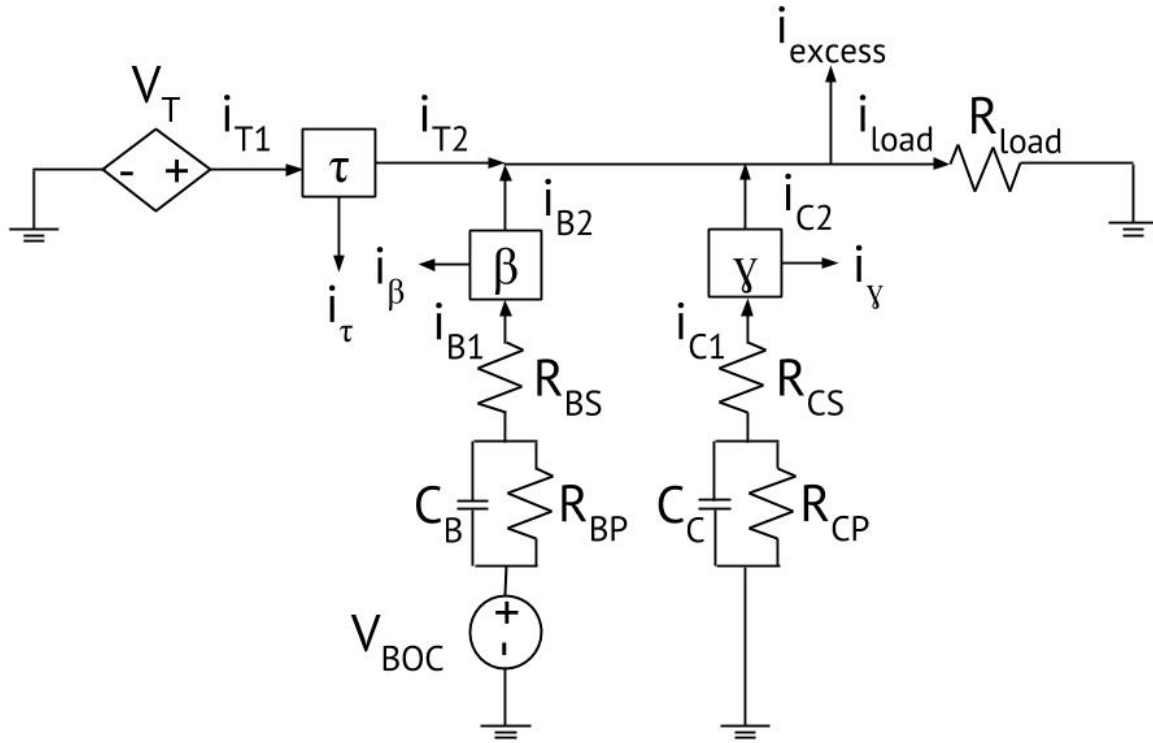 i_excess
V_T
i_T1
i_T2
i_load
R_load
- +
τ
i_B2
i_C2
i_β
β
ɣ
i_ɣ
i_τ
i_B1
i_C1
R_BS
R_CS
C_B
R_BP
C_C
R_CP
+
V_BOC
-